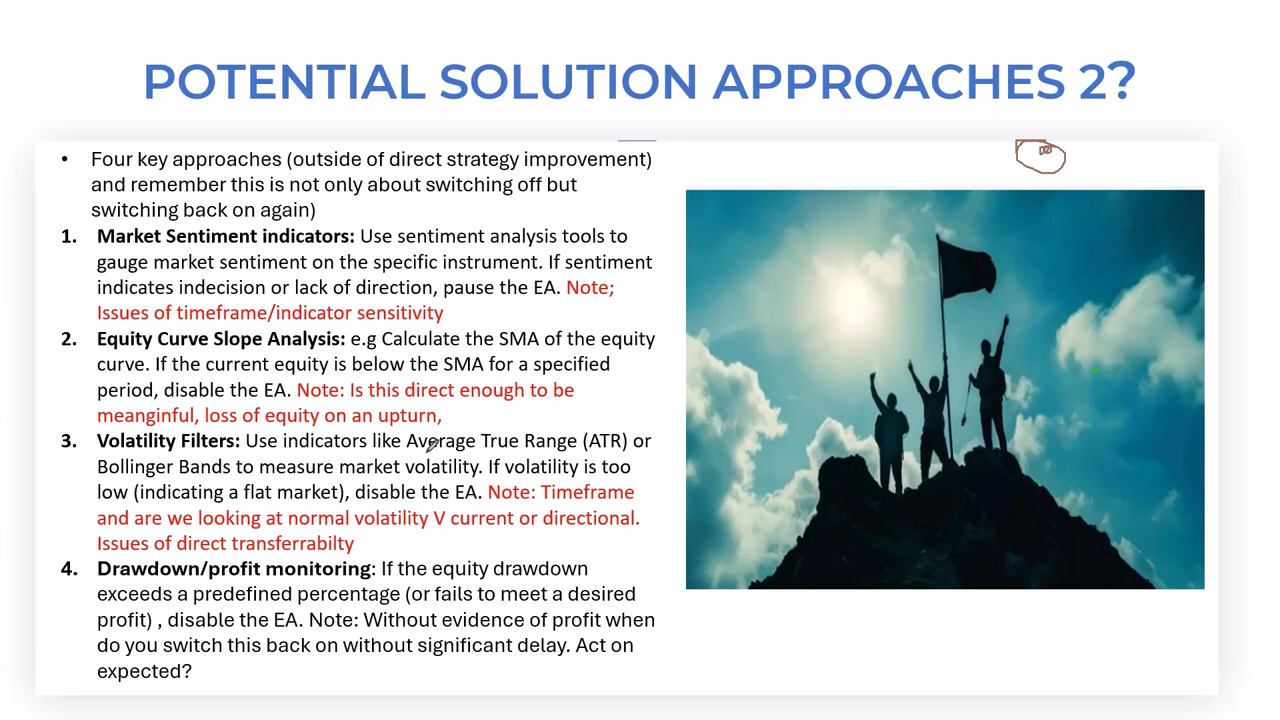 POTENTIAL SOLUTION APPROACHES 2?
• Four key approaches (outside of direct strategy improvement)
and remember this is not only about switching off but
switching back on again)
1. Market Sentiment indicators: Use sentiment analysis tools to
gauge market sentiment on the specific instrument. If sentiment
indicates indecision or lack of direction, pause the EA. Note;
Issues of timeframe/indicator sensitivity
2. Equity Curve Slope Analysis: e.g Calculate the SMA of the equity
curve. If the current equity is below the SMA for a specified
period, disable the EA. Note: Is this direct enough to be
meanginful, loss of equity on an upturn,
3. Volatility Filters: Use indicators like Average True Range (ATR) or
Bollinger Bands to measure market volatility. If volatility is too
low (indicating a flat market), disable the EA. Note: Timeframe
and are we looking at normal volatility V current or directional.
Issues of direct transferrabilty
4. Drawdown/profit monitoring: If the equity drawdown
exceeds a predefined percentage (or fails to meet a desired
profit) , disable the EA. Note: Without evidence of profit when
do you switch this back on without significant delay. Act on
expected?